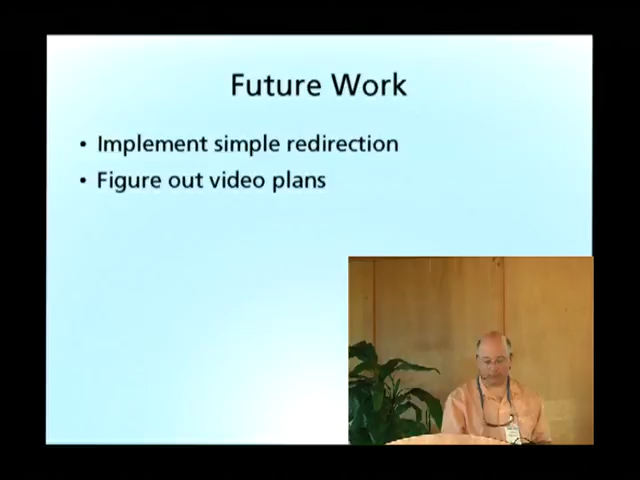 Future Work
• Implement simple redirection
• Figure out video plans